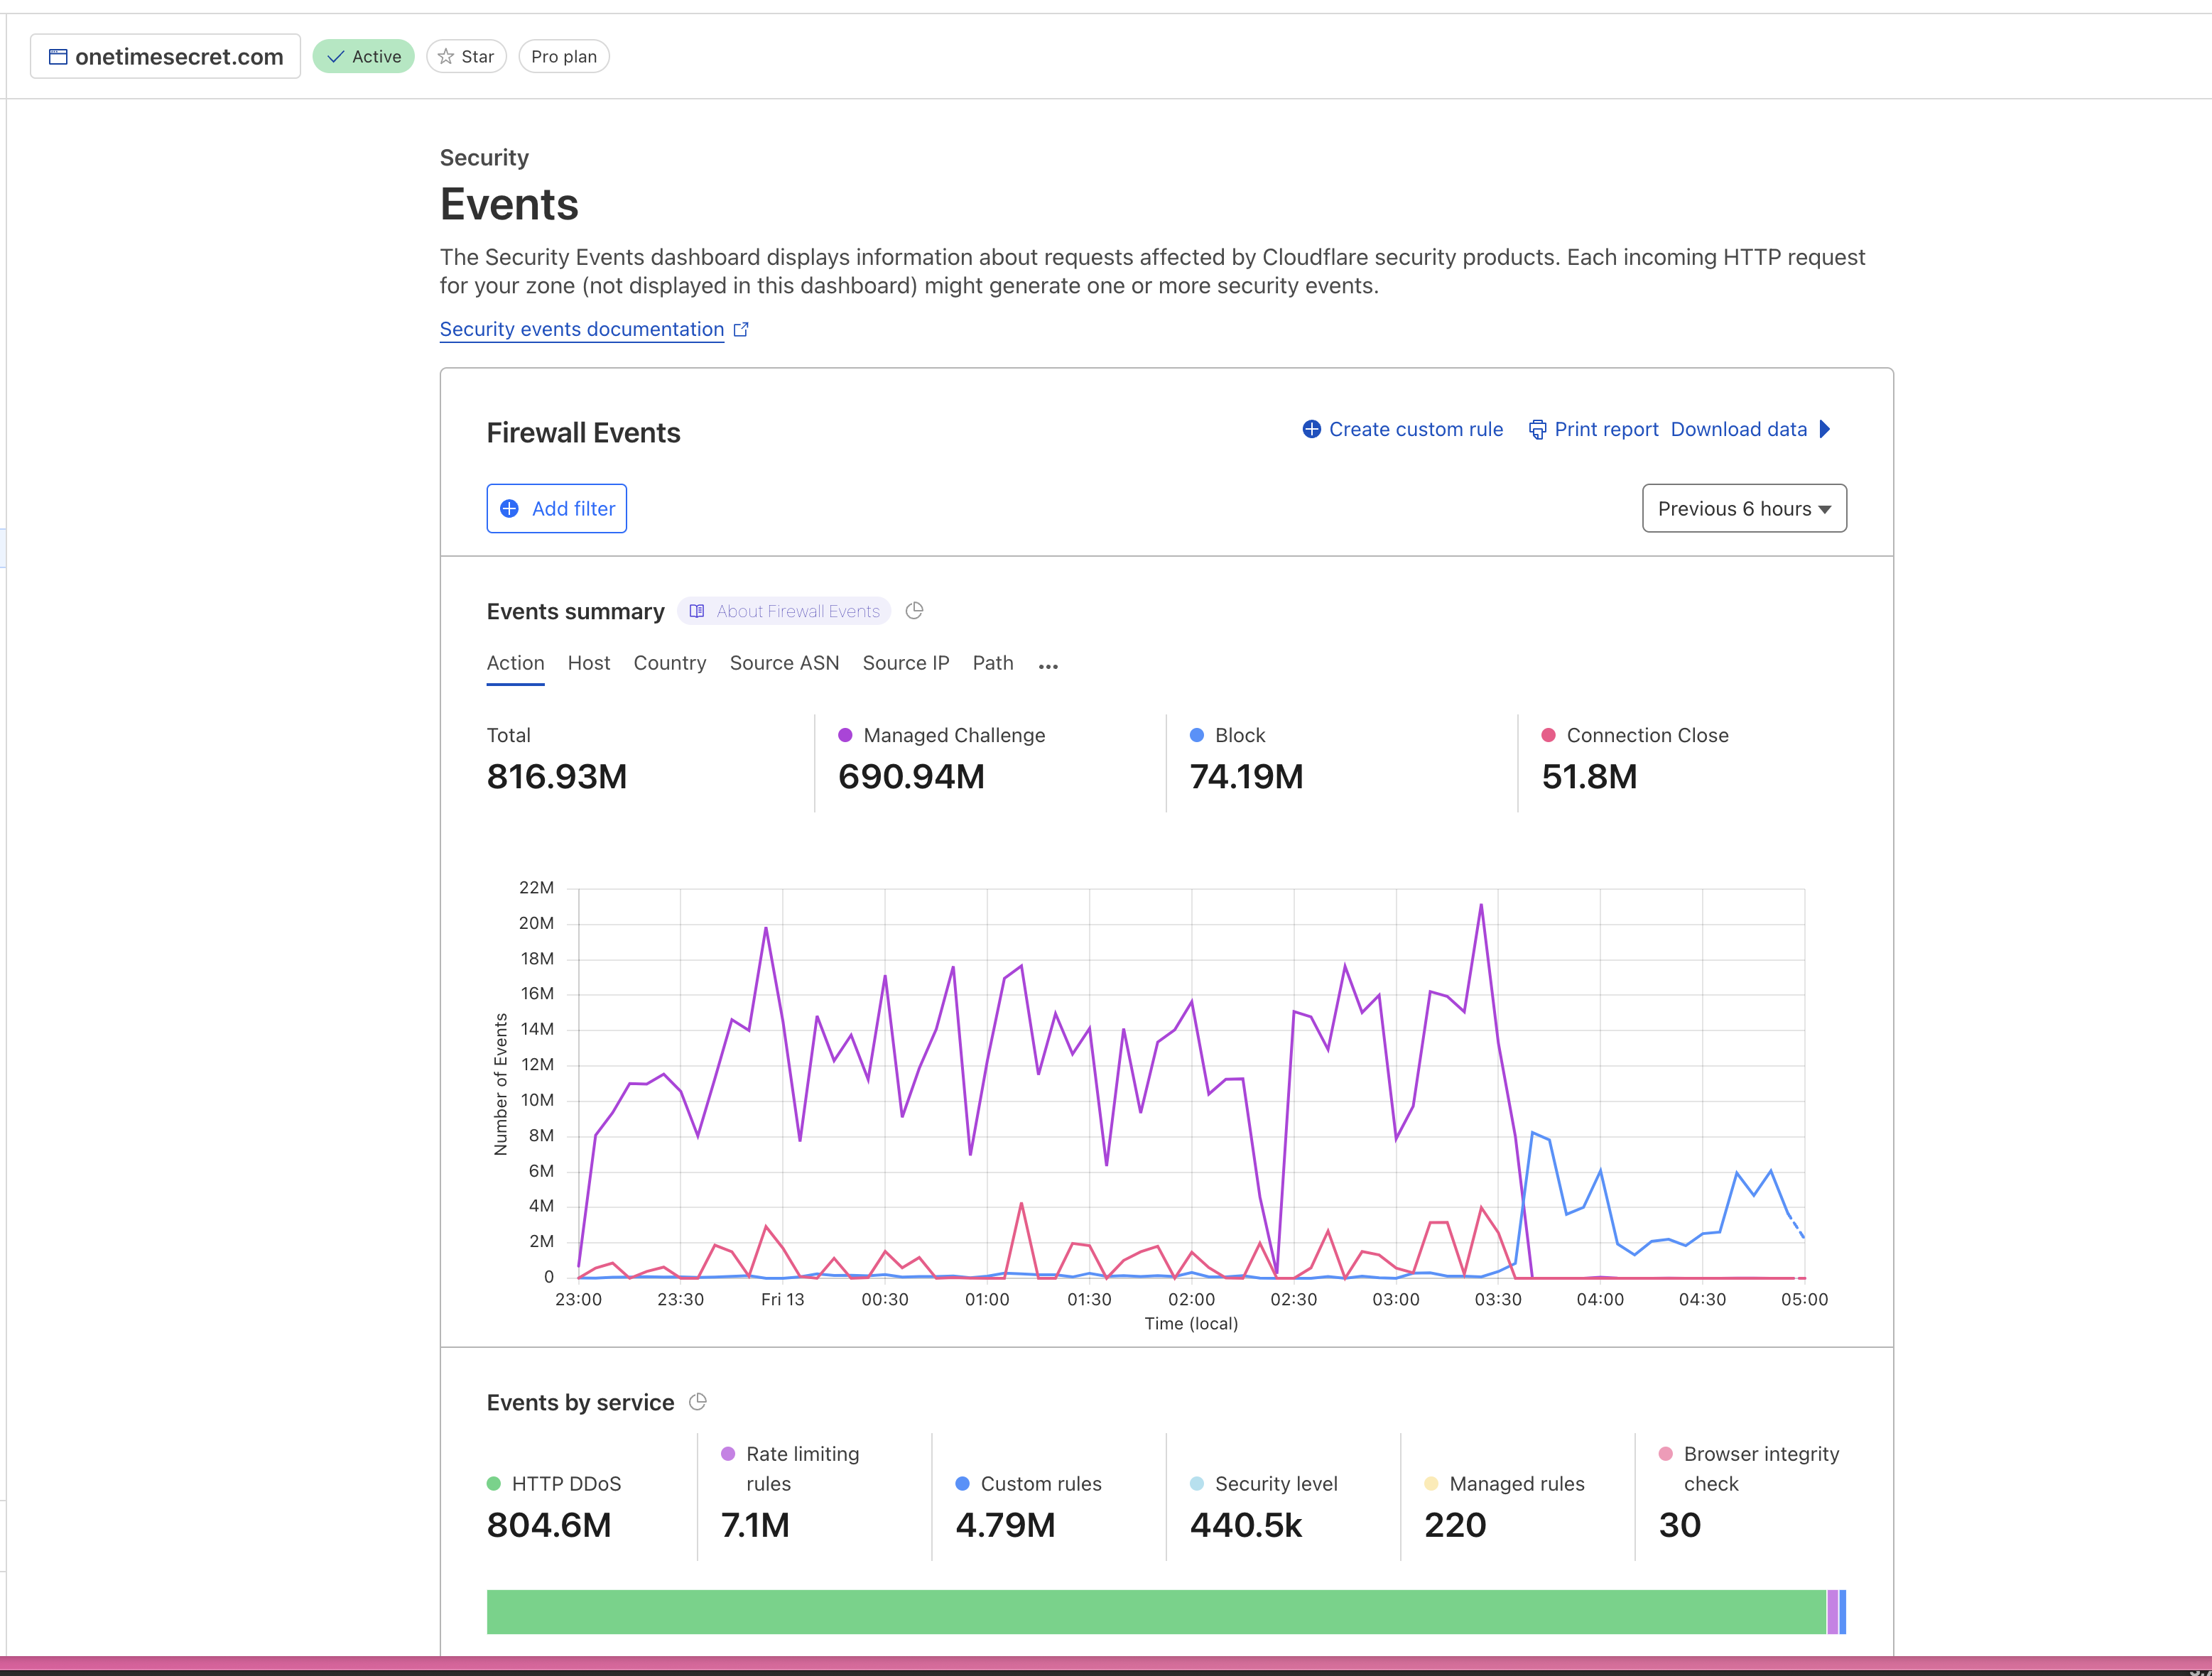 onetimesecret.com
Active
Star
Pro plan
Security
Events
The Security Events dashboard displays information about requests affected by Cloudflare security products. Each incoming HTTP request
for your zone (not displayed in this dashboard) might generate one or more security events.
Security events documentation
Firewall Events
Create custom rule
Print report
Download data
Add filter
Previous 6 hours
Events summary
About Firewall Events
Action Host Country Source ASN Source IP Path ...
Total
816.93M
Managed Challenge
690.94M
Block
74.19M
Connection Close
51.8M
Number of Events
22M
20M
18M
16M
14M
12M
10M
8M
6M
4M
2M
0
23:00 23:30 Fri 13 00:30 01:00 01:30 02:00 02:30 03:00 03:30 04:00 04:30 05:00
Time (local)
Events by service
HTTP DDoS
804.6M
Rate limiting
rules
7.1M
Custom rules
4.79M
Security level
440.5k
Managed rules
220
Browser integrity
check
30